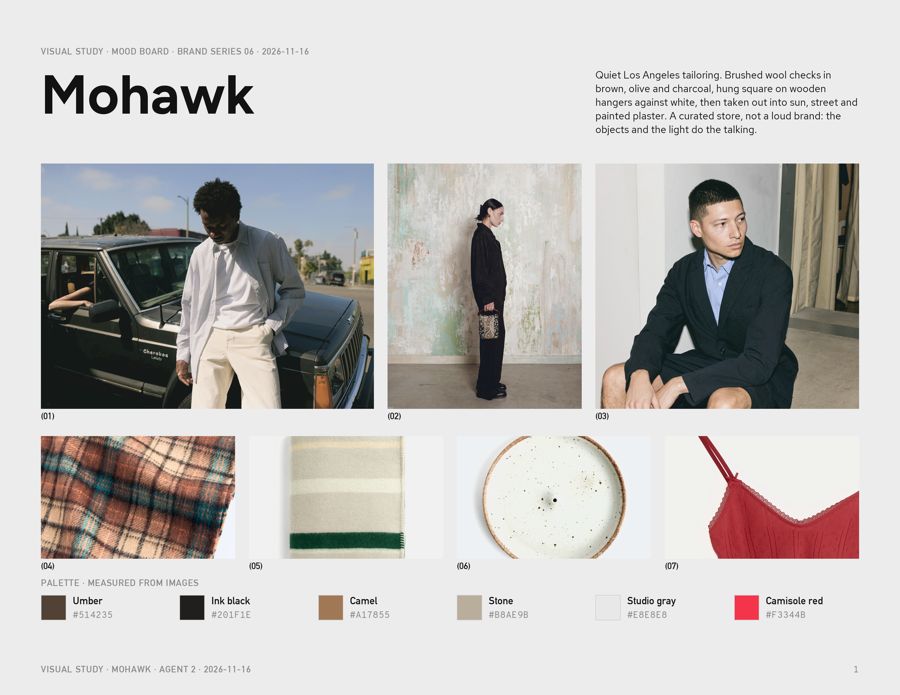 VISUAL STUDY · MOOD BOARD · BRAND SERIES 06 · 2026-11-16
Mohawk
Quiet Los Angeles tailoring. Brushed wool checks in
brown, olive and charcoal, hung square on wooden
hangers against white, then taken out into sun, street and
painted plaster. A curated store, not a loud brand: the
objects and the light do the talking.
Cherokee
(01)
(02)
(03)
(04)
(05)
(06)
(07)
PALETTE · MEASURED FROM IMAGES
Umber
#514235
Ink black
#201F1E
Camel
#A17855
Stone
#B8AE9B
Studio gray
#E8E8E8
Camisole red
#F3344B
VISUAL STUDY · MOHAWK · AGENT 2 · 2026-11-16
1